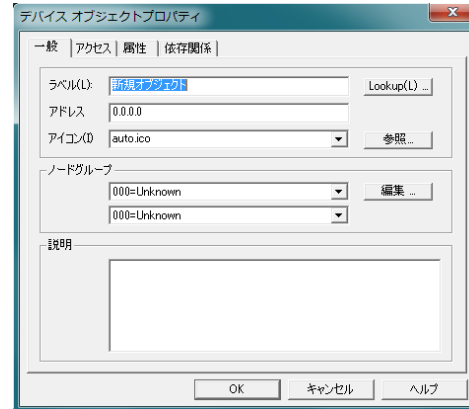 デバイス オブジェクトプロパティ
一般 アクセス 属性 依存関係
ラベル(L): 新規オブジェクト Lookup(L) ...
アドレス 0.0.0.0
アイコン(I) auto.ico 参照...
ノードグループ
000=Unknown 編集 ...
000=Unknown
説明
OK キャンセル ヘルプ